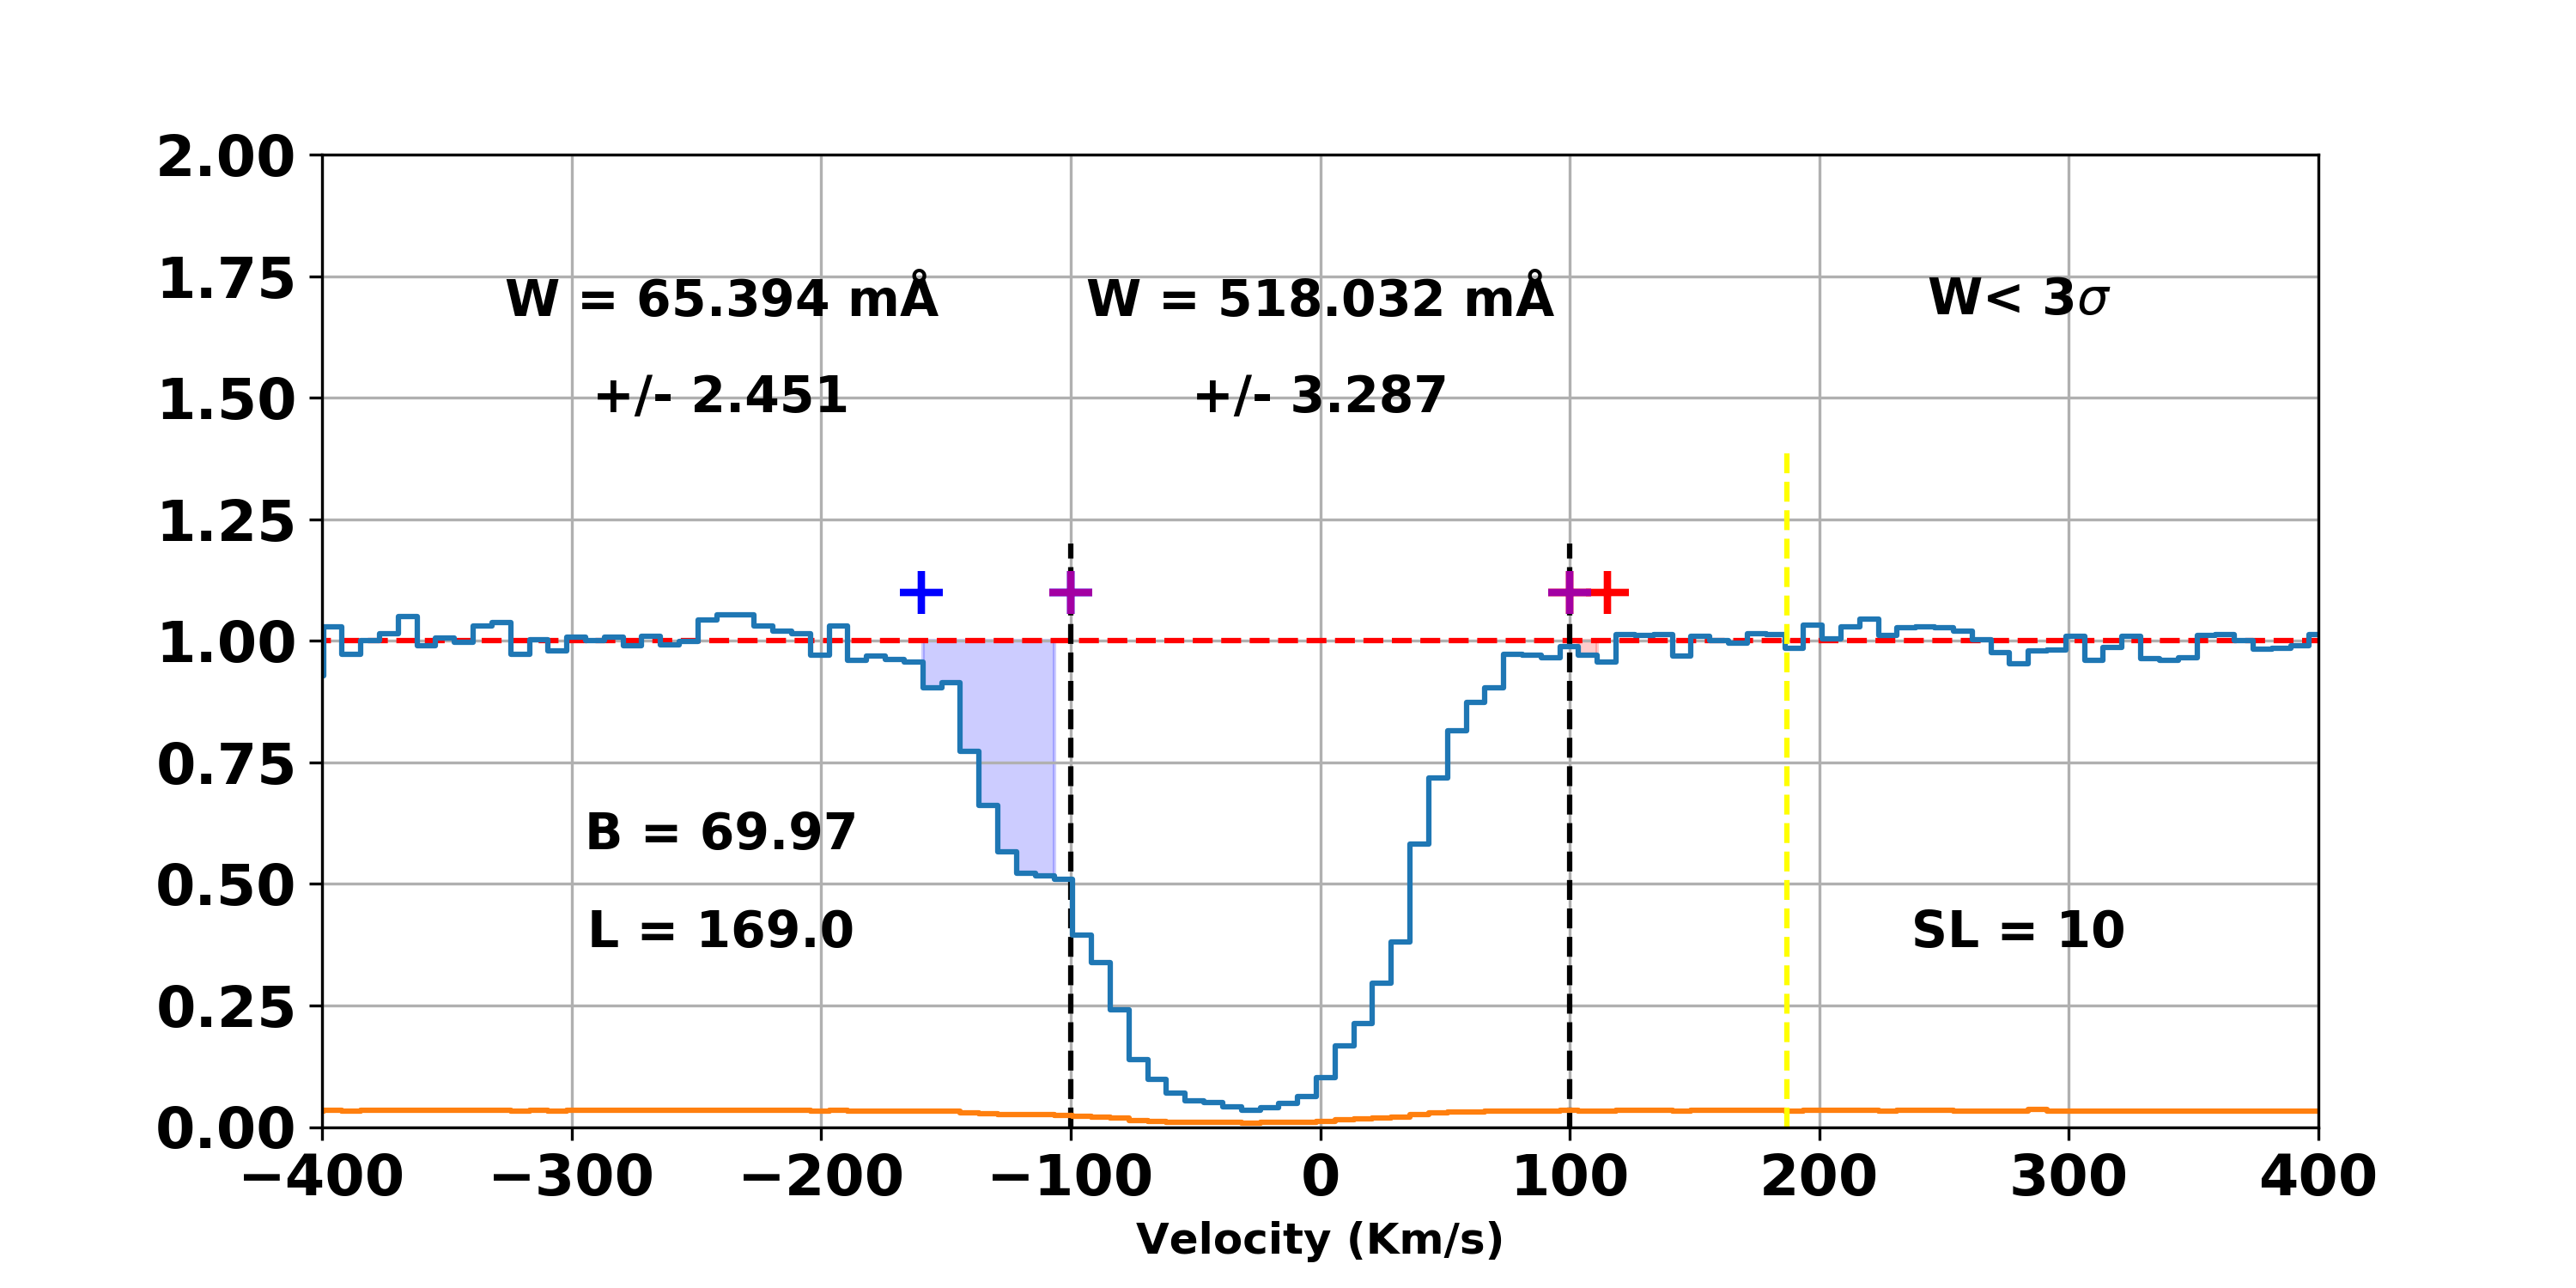 2.00
1.75
W = 65.394 mÅ W = 518.032 mÅ W< 3σ
1.50
+/- 2.451 +/- 3.287
1.25
1.00
0.75
B = 69.97
0.50
L = 169.0 SL = 10
0.25
0.00
−400 −300 −200 −100 0 100 200 300 400
Velocity (Km/s)